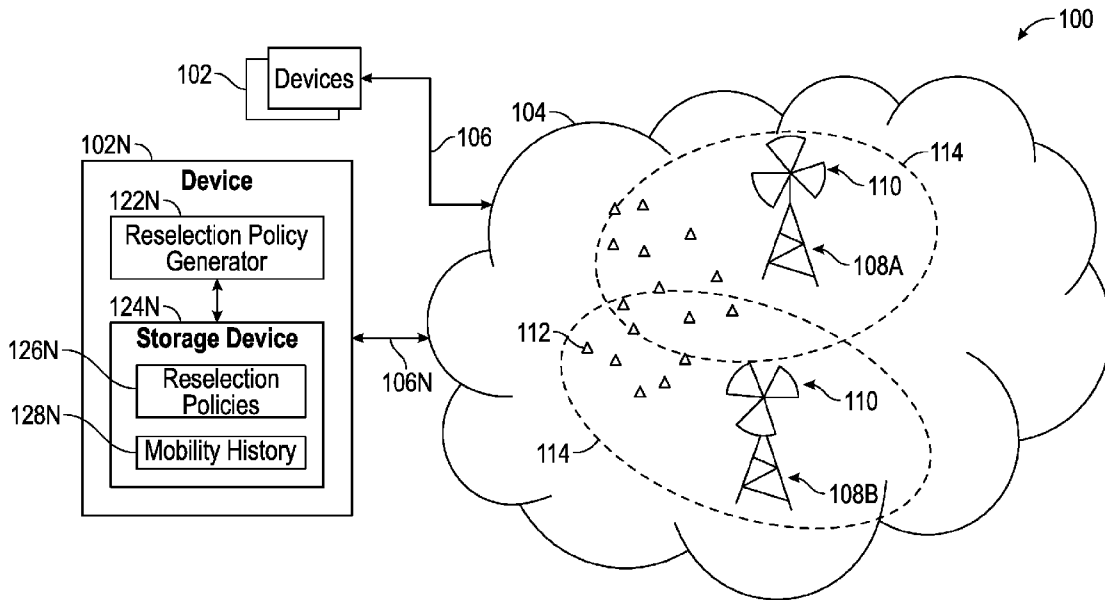 100
102
Devices
106
104
114
110
102N
Device
122N
Reselection Policy
Generator
108A
124N
Storage Device
112
126N
Reselection
Policies
106N
110
128N
Mobility History
114
108B